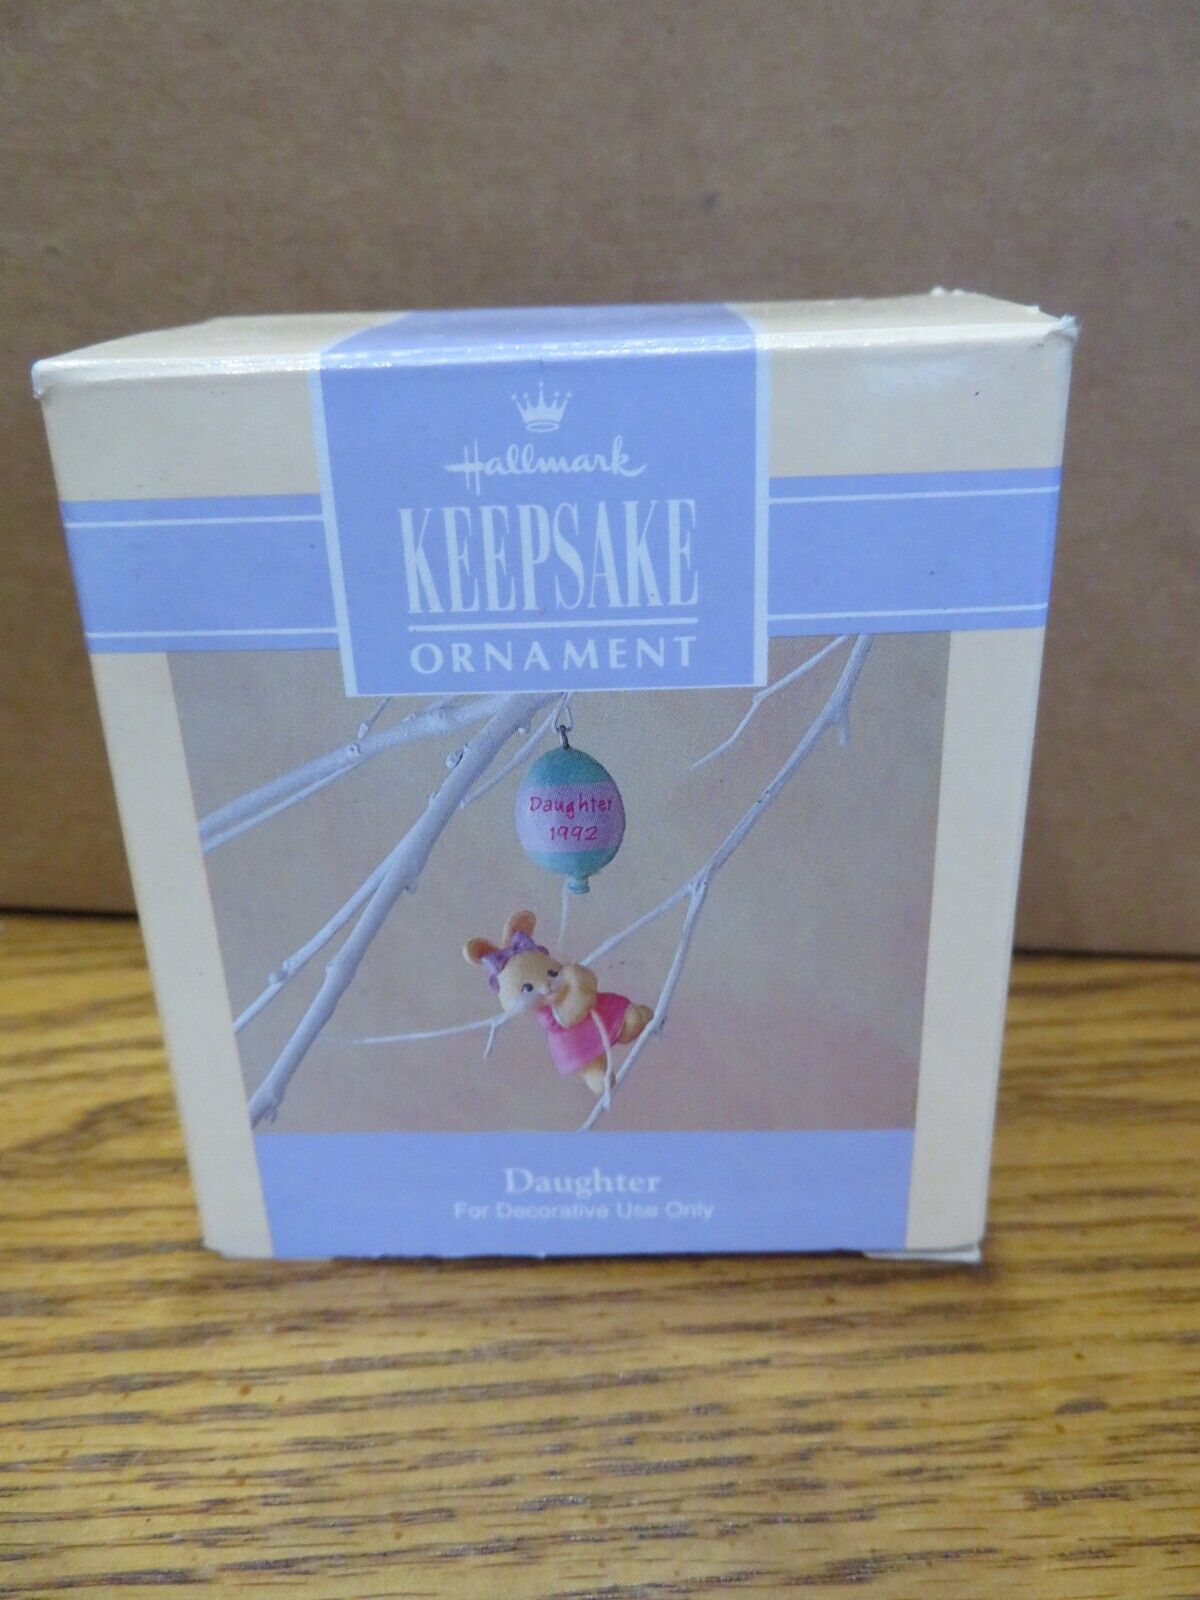 Hallmark
KEEPSAKE
ORNAMENT
Daughter
1992
Daughter
For Decorative Use Only